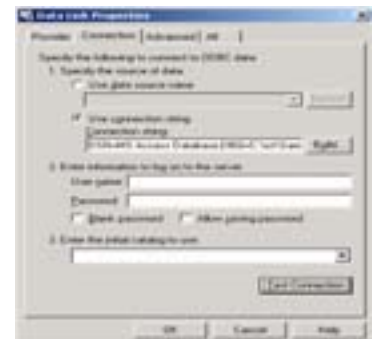 Data Link Properties
Provider Connection Advanced All
Specify the following to connect to ODBC data:
1. Specify the source of data:
Use data source name
Refresh
Use connection string
Connection string:
Build...
2. Enter information to log on to the server
User name:
Password:
Blank password Allow saving password
3. Enter the initial catalog to use:
Test Connection
OK Cancel Help